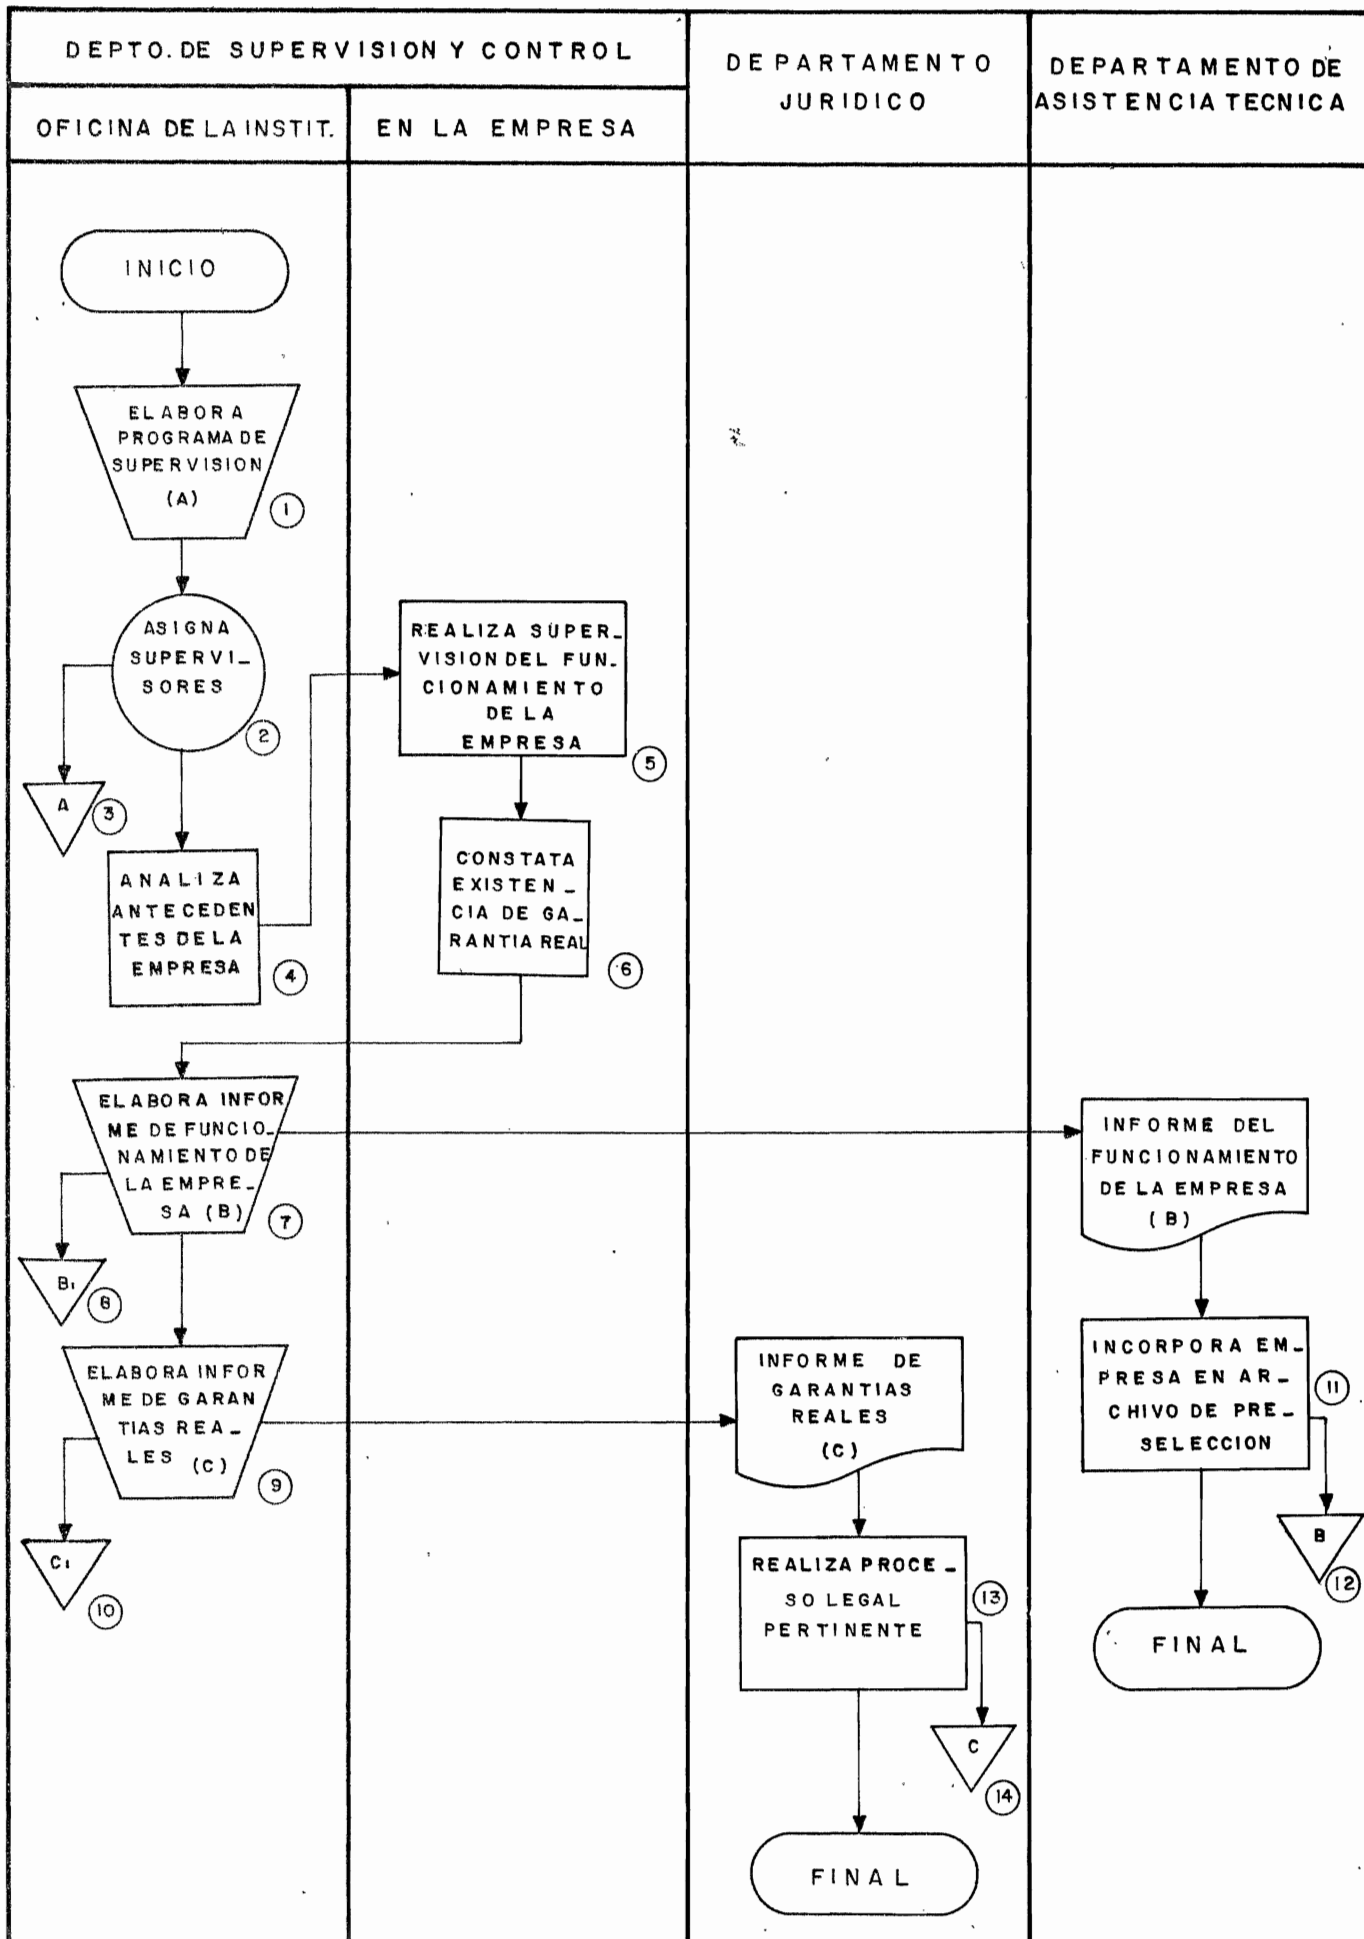 DEPTO. DE SUPERVISION Y CONTROL
OFICINA DE LA INSTIT.
EN LA EMPRESA
DEPARTAMENTO
JURIDICO
DEPARTAMENTO DE
ASISTENCIA TECNICA
INICIO
ELABORA
PROGRAMA DE
SUPERVISION
(A)
1
ASIGNA
SUPERVI_
SORES
2
A
3
ANALIZA
ANTECEDEN
TES DE LA
EMPRESA
4
REALIZA SUPER_
VISION DEL FUN_
CIONAMIENTO
DE LA
EMPRESA
5
CONSTATA
EXISTEN_
CIA DE GA_
RANTIA REAL
6
ELABORA INFOR
ME DE FUNCIO_
NAMIENTO DE
LA EMPRE_
SA (B)
7
B1
8
ELABORA INFOR
ME DE GARAN
TIAS REA_
LES (C)
9
C1
10
INFORME DEL
FUNCIONAMIENTO
DE LA EMPRESA
(B)
INCORPORA EM_
PRESA EN AR_
CHIVO DE PRE_
SELECCION
11
B
12
FINAL
INFORME DE
GARANTIAS
REALES
(C)
REALIZA PROCE_
SO LEGAL
PERTINENTE
13
C
14
FINAL